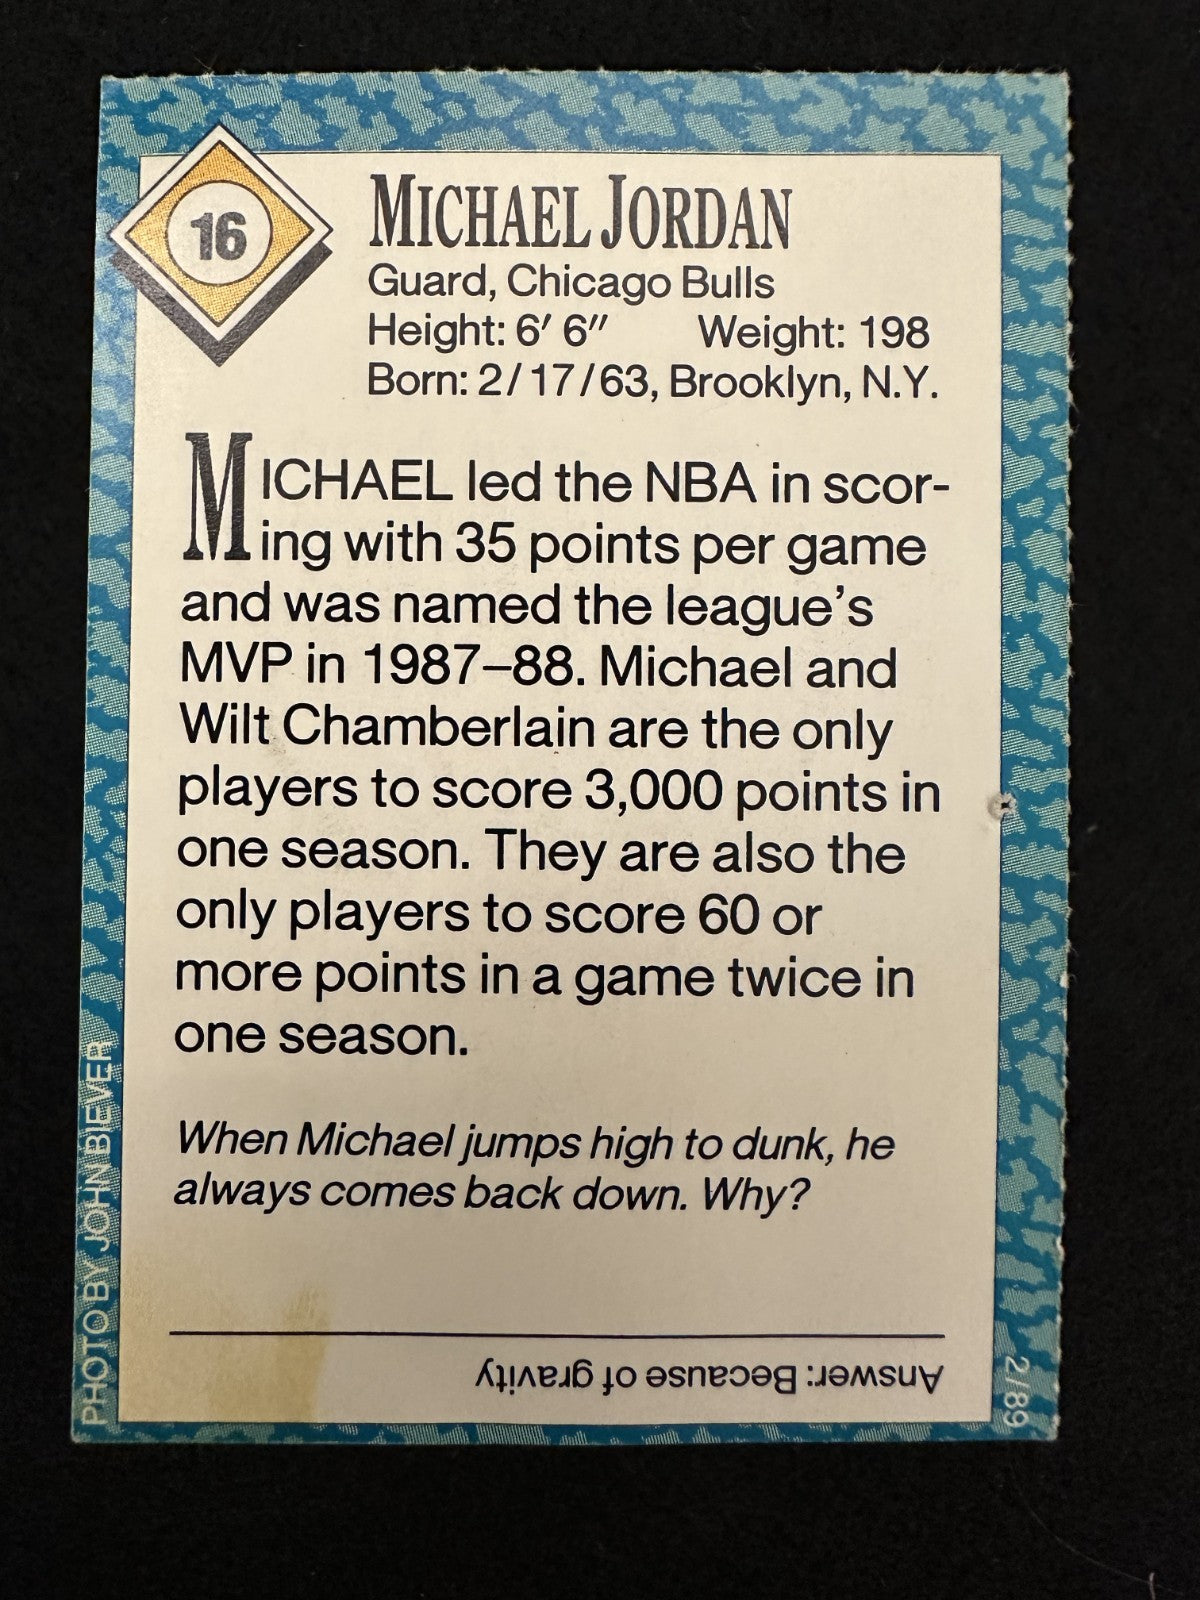 16
MICHAEL JORDAN
Guard, Chicago Bulls
Height: 6′ 6″ Weight: 198
Born: 2/17/63, Brooklyn, N.Y.
MICHAEL led the NBA in scor-
ing with 35 points per game
and was named the league's
MVP in 1987–88. Michael and
Wilt Chamberlain are the only
players to score 3,000 points in
one season. They are also the
only players to score 60 or
more points in a game twice in
one season.
When Michael jumps high to dunk, he
always comes back down. Why?
Answer: Because of gravity
PHOTO BY JOHN BIEVER
2/89